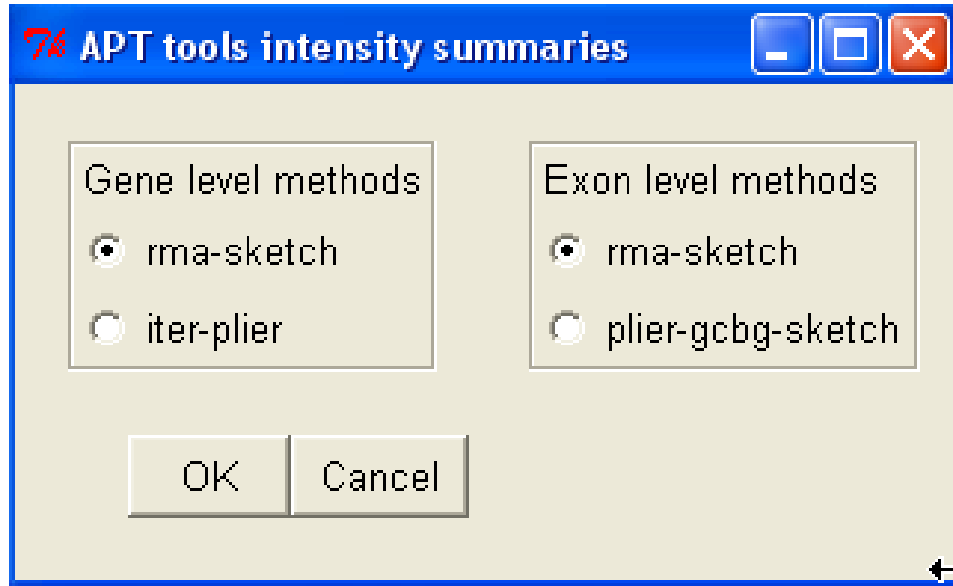 APT tools intensity summaries
Gene level methods
rma-sketch
iter-plier
Exon level methods
rma-sketch
plier-gcbg-sketch
OK
Cancel